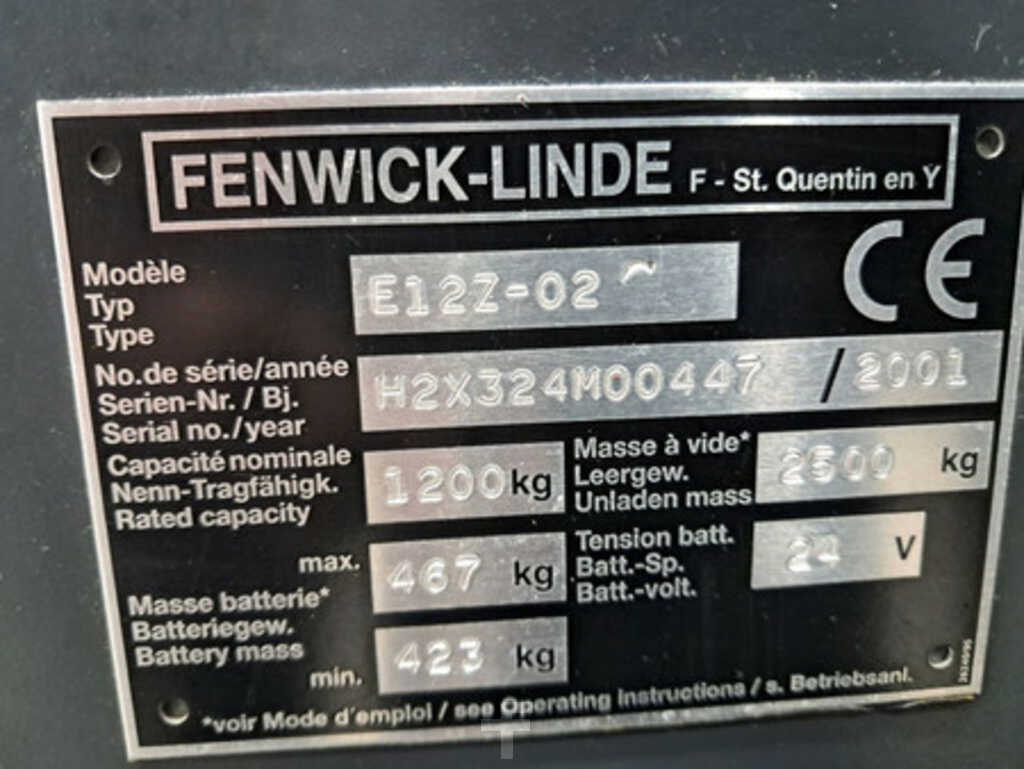 FENWICK-LINDE F - St. Quentin en Y
Modèle
Typ
Type
E12Z-02
CE
No.de série/année
Serien-Nr. / Bj.
Serial no./year
H2X324M00447 / 2001
Capacité nominale
Nenn-Tragfähigk.
Rated capacity
1200 kg
Masse à vide*
Leergew.
Unladen mass
2500 kg
max. 467 kg
Masse batterie*
Batteriegew.
Battery mass
min. 423 kg
Tension batt.
Batt.-Sp.
Batt.-volt.
24 V
*voir Mode d'emploi / see Operating Instructions / s. Betriebsanl.